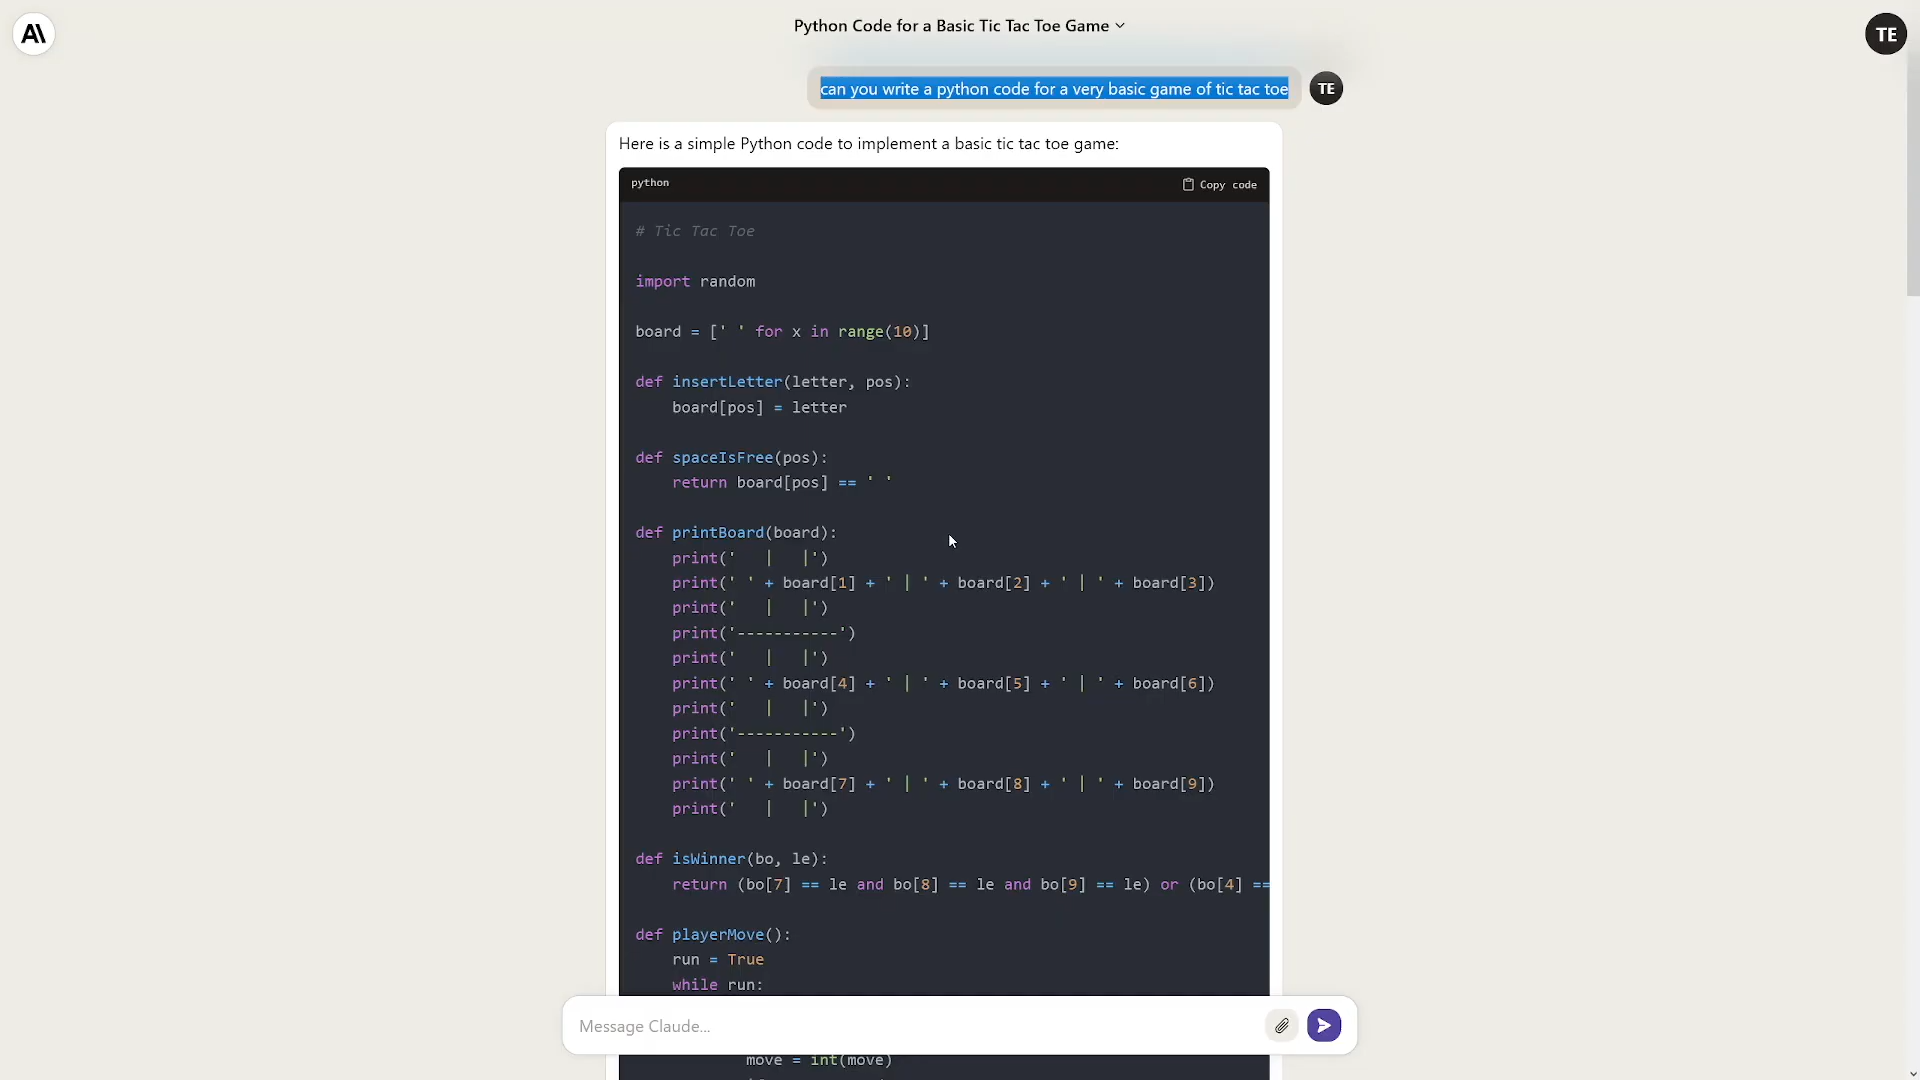 A\
Python Code for a Basic Tic Tac Toe Game
TE
can you write a python code for a very basic game of tic tac toe
TE
Here is a simple Python code to implement a basic tic tac toe game:
python
Copy code
# Tic Tac Toe
import random
board = [' ' for x in range(10)]
def insertLetter(letter, pos):
    board[pos] = letter
def spaceIsFree(pos):
    return board[pos] == ' '
def printBoard(board):
    print('   |   |')
    print(' ' + board[1] + ' | ' + board[2] + ' | ' + board[3])
    print('   |   |')
    print('-----------')
    print('   |   |')
    print(' ' + board[4] + ' | ' + board[5] + ' | ' + board[6])
    print('   |   |')
    print('-----------')
    print('   |   |')
    print(' ' + board[7] + ' | ' + board[8] + ' | ' + board[9])
    print('   |   |')
def isWinner(bo, le):
    return (bo[7] == le and bo[8] == le and bo[9] == le) or (bo[4] ==
def playerMove():
    run = True
    while run:
Message Claude...
            move = int(move)